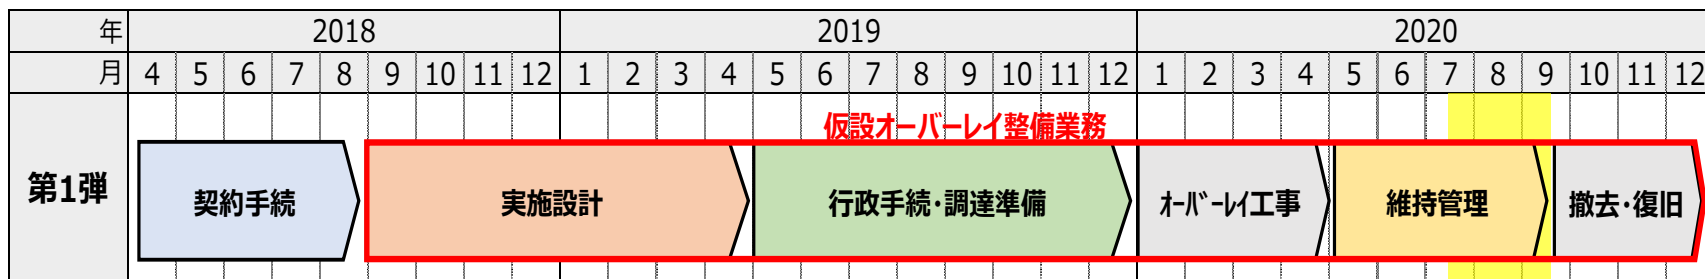 年 2018 2019 2020
月 4 5 6 7 8 9 10 11 12 1 2 3 4 5 6 7 8 9 10 11 12 1 2 3 4 5 6 7 8 9 10 11 12
仮設オーバーレイ整備業務
第1弾 契約手続 実施設計 行政手続・調達準備 ｵｰﾊﾞｰﾚｲ工事 維持管理 撤去・復旧